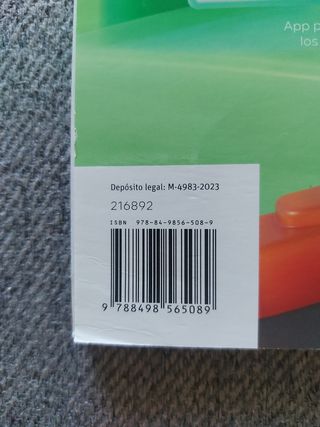 App p
los
Depósito legal: M-4983-2023
216892
ISBN 978-84-9856-508-9
9 788498 565089